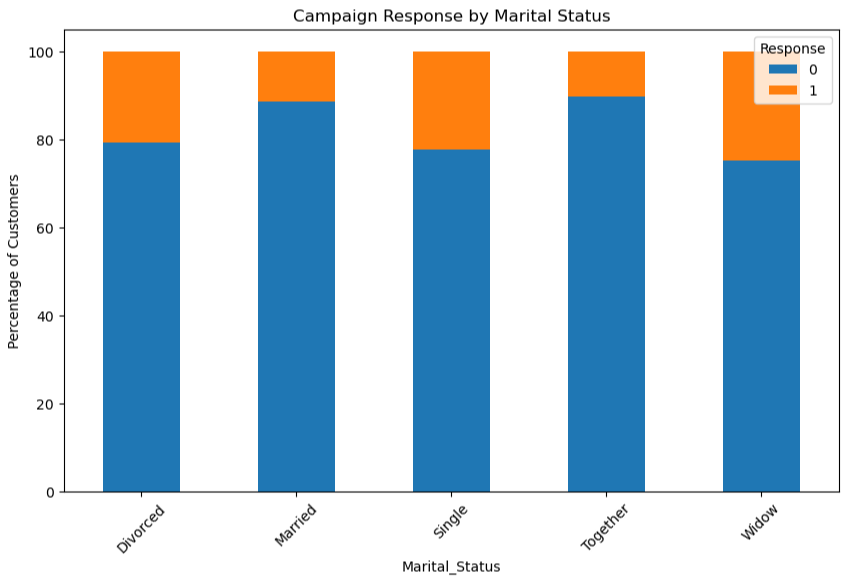 Campaign Response by Marital Status
Response
0
1
Percentage of Customers
100
80
60
40
20
0
Divorced
Married
Single
Together
Widow
Marital_Status